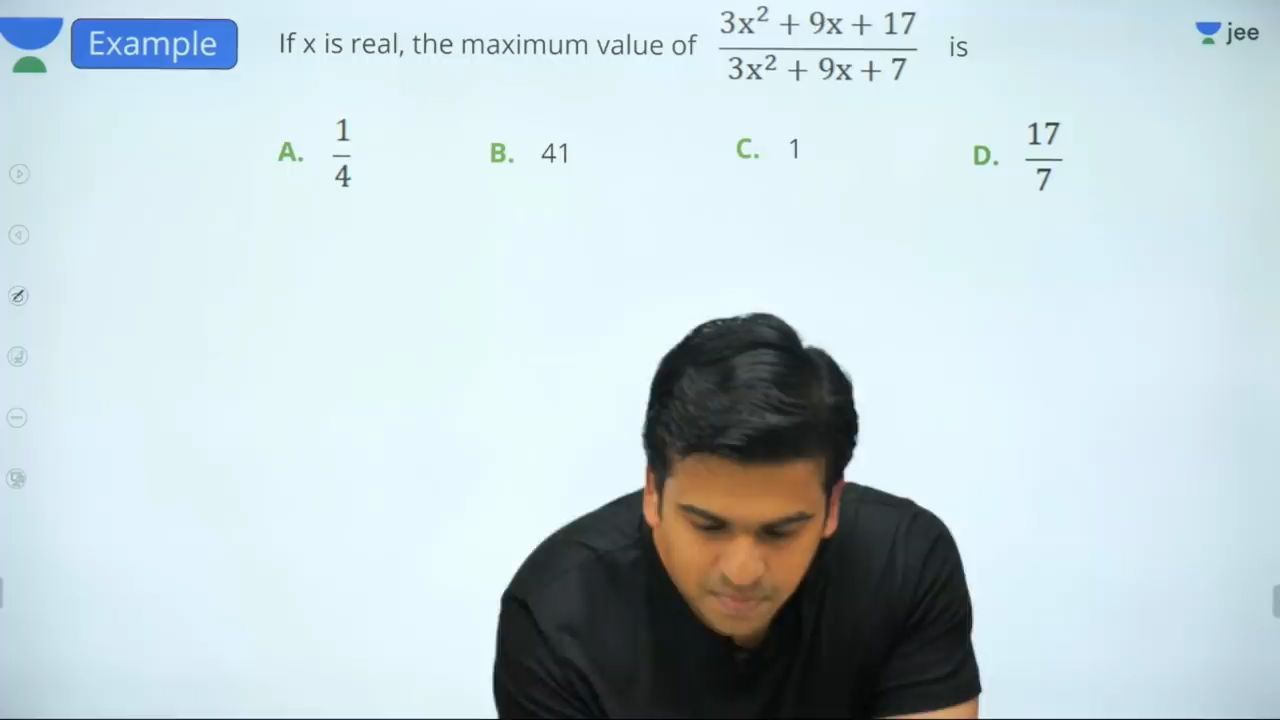 Example
If x is real, the maximum value of (3x² + 9x + 17)/(3x² + 9x + 7) is
jee
A. 1/4 B. 41 C. 1 D. 17/7